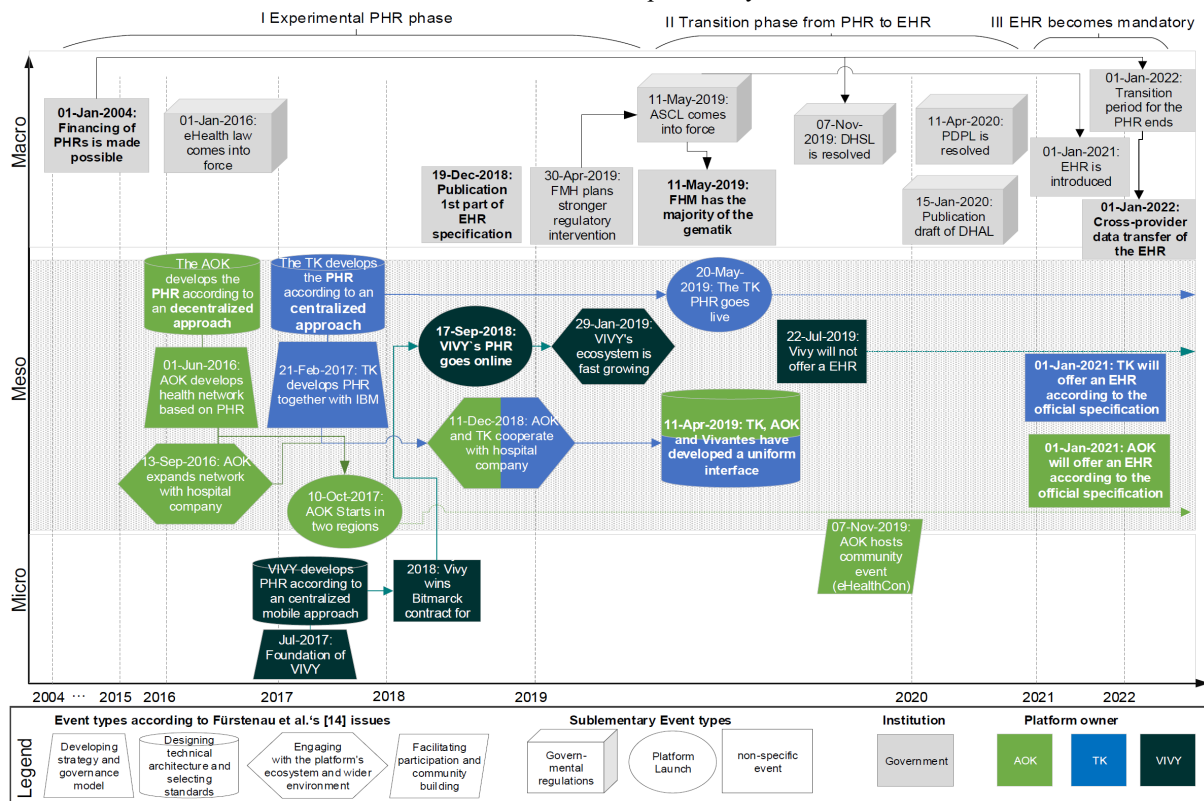 I Experimental PHR phase
II Transition phase from PHR to EHR
III EHR becomes mandatory
Macro
01-Jan-2004:
Financing of
PHRs is made
possible
01-Jan-2016:
eHealth law
comes into
force
19-Dec-2018:
Publication
1st part of
EHR
specification
30-Apr-2019:
FMH plans
stronger
regulatory
intervention
11-May-2019:
ASCL comes
into force
11-May-2019:
FHM has the
majority of the
gematik
07-Nov-
2019: DHSL
is resolved
11-Apr-2020:
PDPL is
resolved
15-Jan-2020:
Publication
draft of DHAL
01-Jan-2021:
EHR is
introduced
01-Jan-2022:
Transition
period for the
PHR ends
01-Jan-2022:
Cross-provider
data transfer of
the EHR
Meso
The AOK
develops the
PHR according to
an decentralized
approach
The TK develops
the PHR
according to an
centralized
approach
01-Jun-2016:
AOK develops
health network
based on PHR
21-Feb-2017: TK
develops PHR
together with IBM
13-Sep-2016: AOK
expands network
with hospital
company
10-Oct-2017:
AOK Starts in
two regions
17-Sep-2018:
VIVY`s PHR
goes online
29-Jan-2019:
VIVY's
ecosystem is
fast growing
11-Dec-2018: AOK
and TK cooperate
with hospital
company
20-May-
2019: The TK
PHR goes
live
11-Apr-2019: TK, AOK
and Vivantes have
developed a uniform
interface
22-Jul-2019:
Vivy will not
offer a EHR
01-Jan-2021: TK will
offer an EHR
according to the
official specification
01-Jan-2021: AOK
will offer an EHR
according to the
official specification
Micro
VIVY develops
PHR according to
an centralized
mobile approach
Jul-2017:
Foundation of
VIVY
2018: Vivy
wins
Bitmarck
contract for
07-Nov-2019:
AOK hosts
community
event
(eHealthCon)
2004 ... 2015 2016 2017 2018 2019 2020 2021 2022
Legend
Event types according to Fürstenau et al.'s [14] issues
Developing
strategy and
governance
model
Designing
technical
architecture and
selecting
standards
Engaging
with the platform's
ecosystem and wider
environment
Facilitating
participation and
community
building
Sublementary Event types
Govern-
mental
regulations
Platform
Launch
non-specific
event
Institution
Government
Platform owner
AOK
TK
VIVY